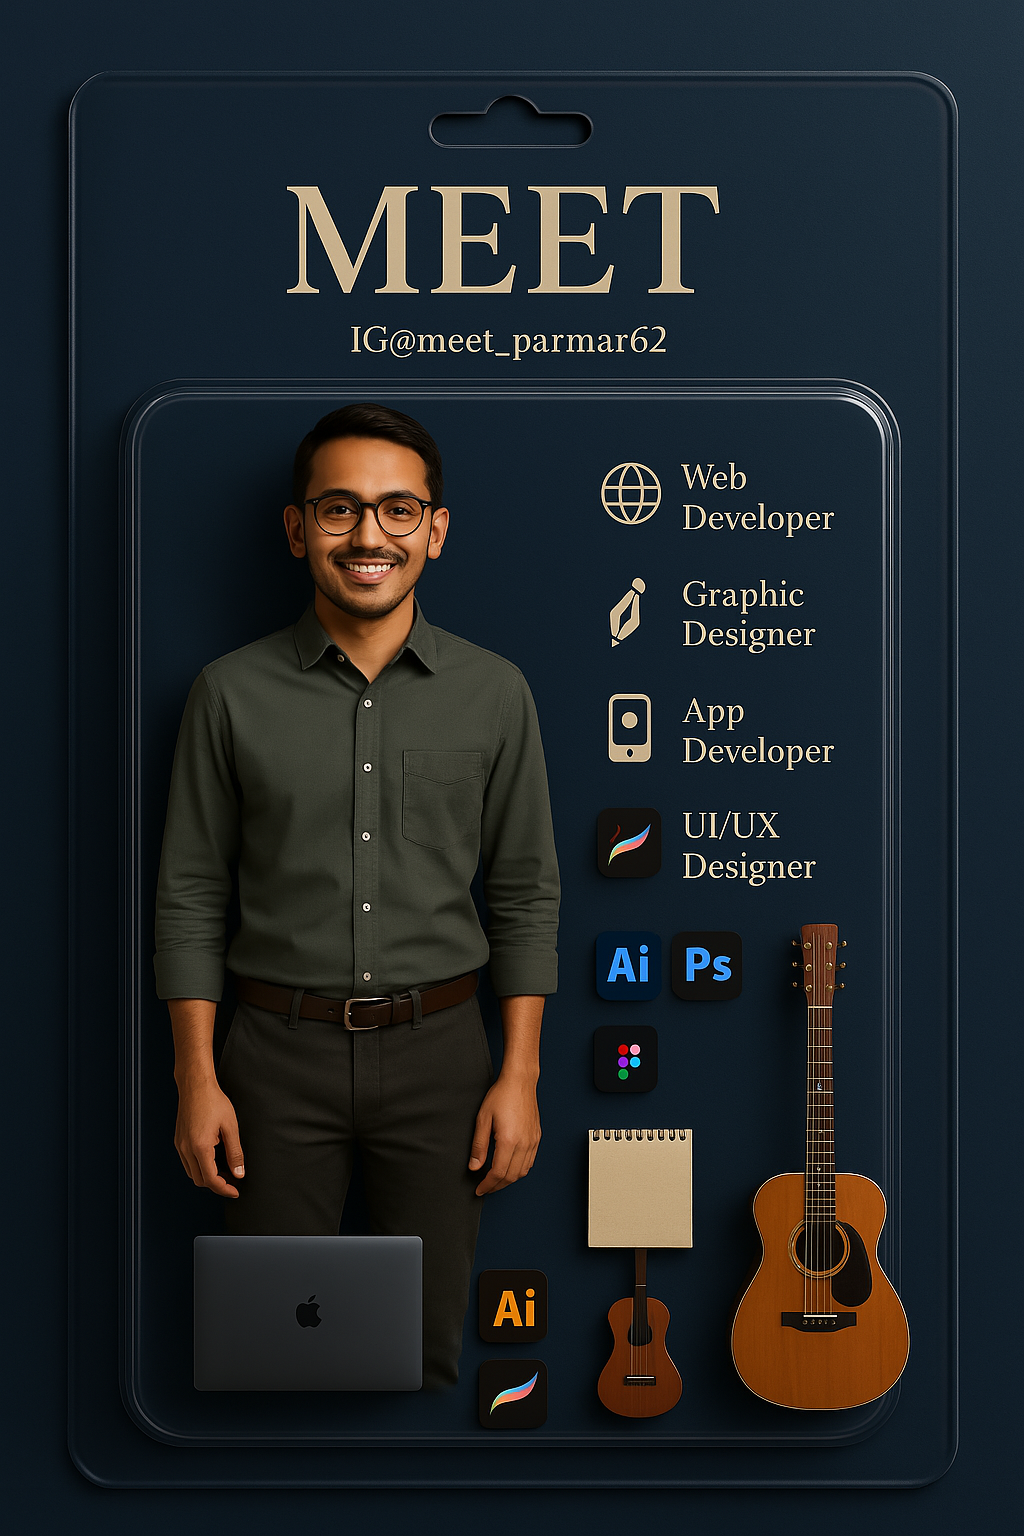 MEET
IG@meet_parmar62
Web
Developer
Graphic
Designer
App
Developer
UI/UX
Designer
Ai Ps
Ai